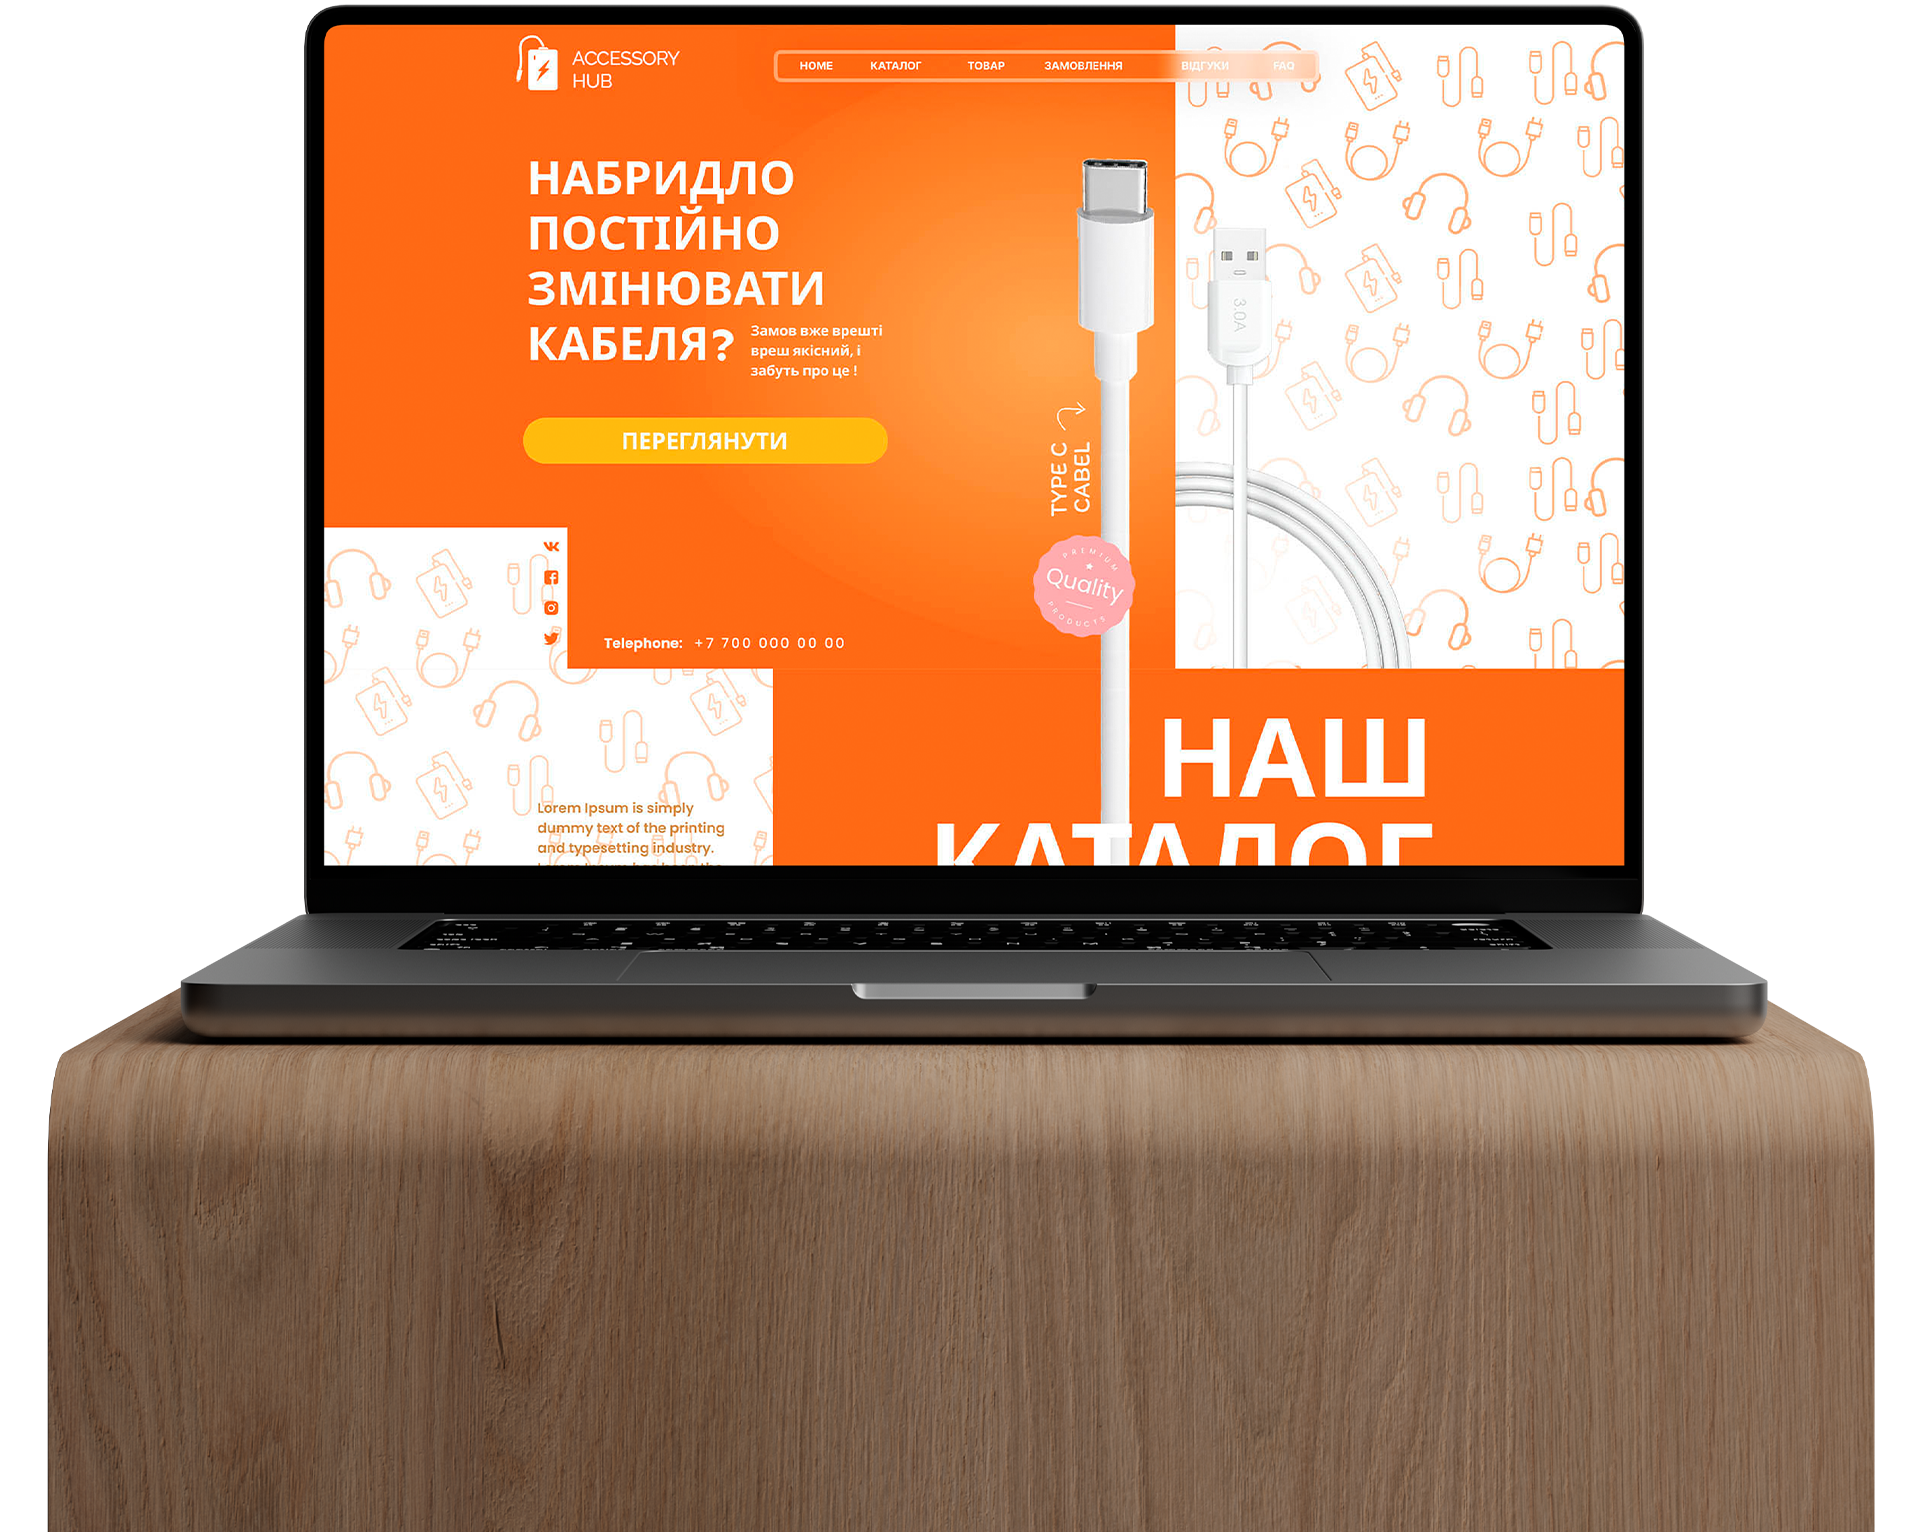 ACCESSORY
HUB
HOME КАТАЛОГ ТОВАР ЗАМОВЛЕННЯ ВІДГУКИ FAQ
НАБРИДЛО
ПОСТІЙНО
ЗМІНЮВАТИ
КАБЕЛЯ?
Замов вже врешті
вреш якісний, і
забуть про це !
ПЕРЕГЛЯНУТИ
TYPE C
CABEL
3.0A
PREMIUM
Quality
PRODUCTS
Telephone: +7 700 000 00 00
НАШ
КАТАЛОГ
Lorem Ipsum is simply
dummy text of the printing
and typesetting industry.